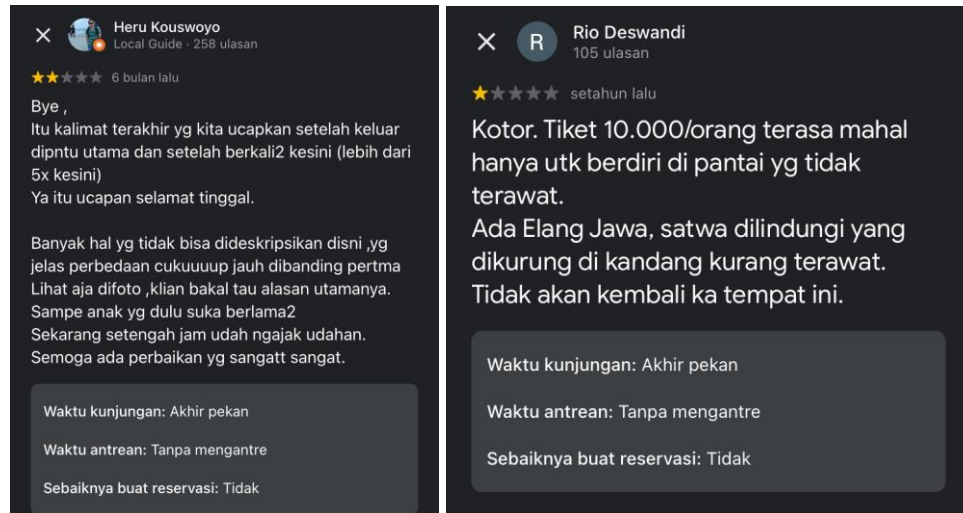 Heru Kouswoyo
Local Guide · 258 ulasan
6 bulan lalu
Bye ,
Itu kalimat terakhir yg kita ucapkan setelah keluar
dipntu utama dan setelah berkali2 kesini (lebih dari
5x kesini)
Ya itu ucapan selamat tinggal.
Banyak hal yg tidak bisa dideskripsikan disni ,yg
jelas perbedaan cukuuuup jauh dibanding pertma
Lihat aja difoto ,klian bakal tau alasan utamanya.
Sampe anak yg dulu suka berlama2
Sekarang setengah jam udah ngajak udahan.
Semoga ada perbaikan yg sangatt sangat.
Waktu kunjungan: Akhir pekan
Waktu antrean: Tanpa mengantre
Sebaiknya buat reservasi: Tidak
R
Rio Deswandi
105 ulasan
setahun lalu
Kotor. Tiket 10.000/orang terasa mahal
hanya utk berdiri di pantai yg tidak
terawat.
Ada Elang Jawa, satwa dilindungi yang
dikurung di kandang kurang terawat.
Tidak akan kembali ka tempat ini.
Waktu kunjungan: Akhir pekan
Waktu antrean: Tanpa mengantre
Sebaiknya buat reservasi: Tidak